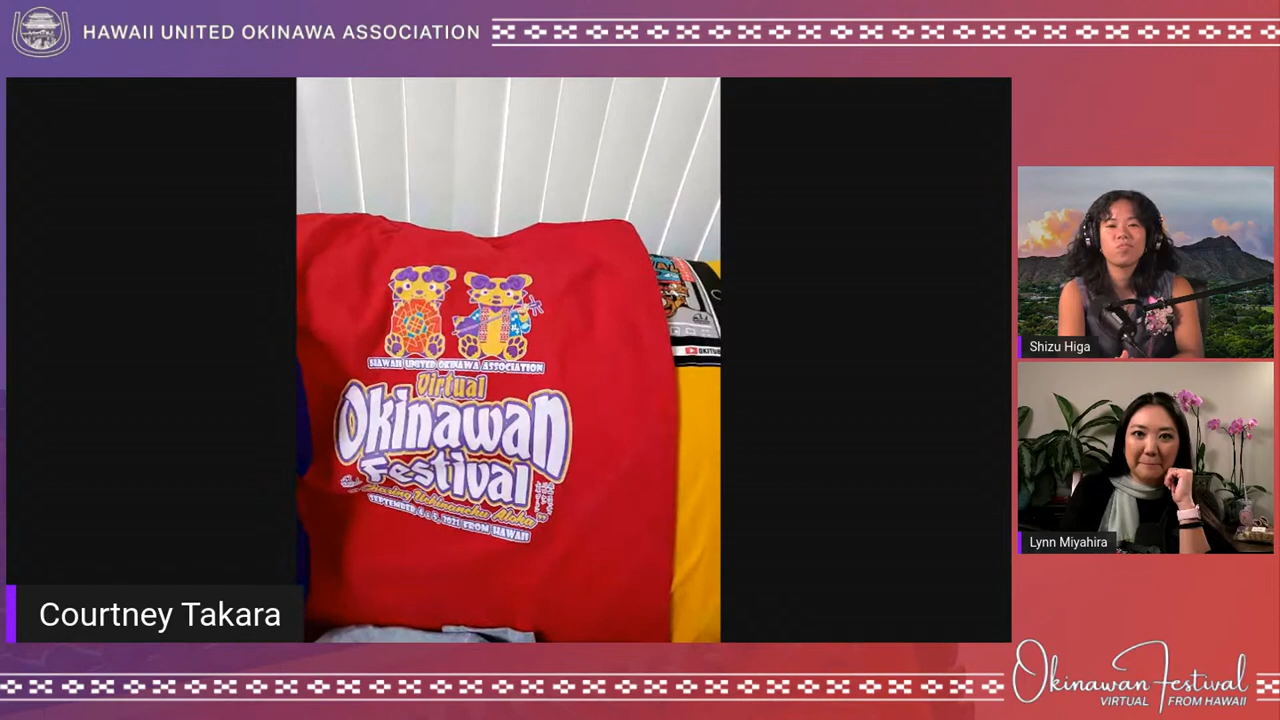 HAWAII UNITED OKINAWA ASSOCIATION
HAWAII UNITED OKINAWA ASSOCIATION
Virtual
Okinawan
Festival
Sharing Uchinanchu Aloha
SEPTEMBER 4 & 5, 2021 FROM HAWAII
Courtney Takara
Shizu Higa
Lynn Miyahira
Okinawan Festival
VIRTUAL FROM HAWAII